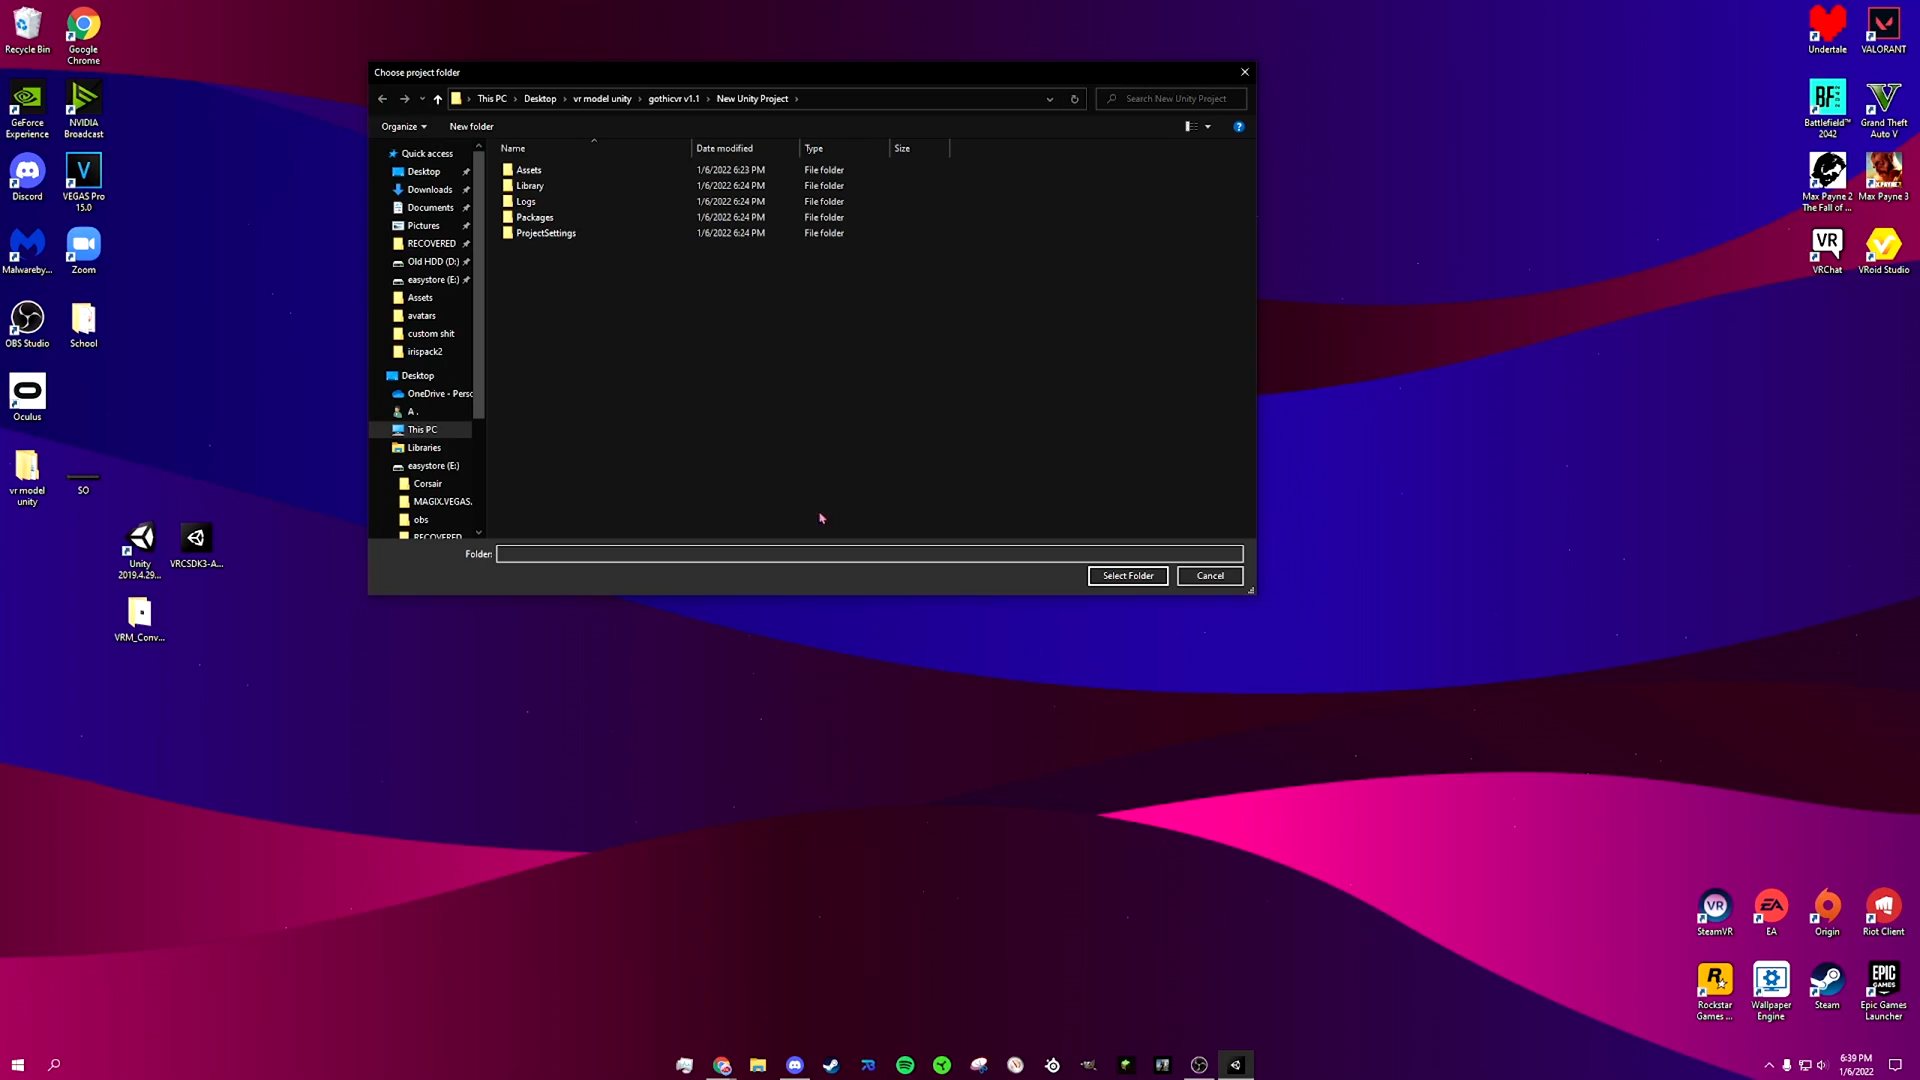 Recycle Bin
Google
Chrome
GeForce
Experience
NVIDIA
Broadcast
Discord
VEGAS Pro
15.0
Malwareby...
Zoom
OBS Studio
School
Oculus
vr model
unity
SO
Unity
2019.4.29...
VRCSDK3-A...
VRM_Conv...
Choose project folder
This PC
Desktop
vr model unity
gothicvr v1.1
New Unity Project
Search New Unity Project
Organize
New folder
Quick access
Desktop
Downloads
Documents
Pictures
RECOVERED
Old HDD (D:)
easystore (E:)
Assets
avatars
custom shit
irispack2
Desktop
OneDrive - Perso
A .
This PC
Libraries
easystore (E:)
Corsair
MAGIX.VEGAS.
obs
RECOVERED
Name Date modified Type Size
Assets 1/6/2022 6:23 PM File folder
Library 1/6/2022 6:24 PM File folder
Logs 1/6/2022 6:24 PM File folder
Packages 1/6/2022 6:24 PM File folder
ProjectSettings 1/6/2022 6:24 PM File folder
Folder:
Select Folder
Cancel
Undertale
VALORANT
BF
2042
Battlefield™
2042
Grand Theft
Auto V
Max Payne 2
The Fall of ...
Max Payne 3
VR
VRChat
VRoid Studio
VR
SteamVR
EA
EA
Origin
Riot Client
R
Rockstar
Games ...
Wallpaper
Engine
Steam
EPIC
GAMES
Epic Games
Launcher
6:39 PM
1/6/2022